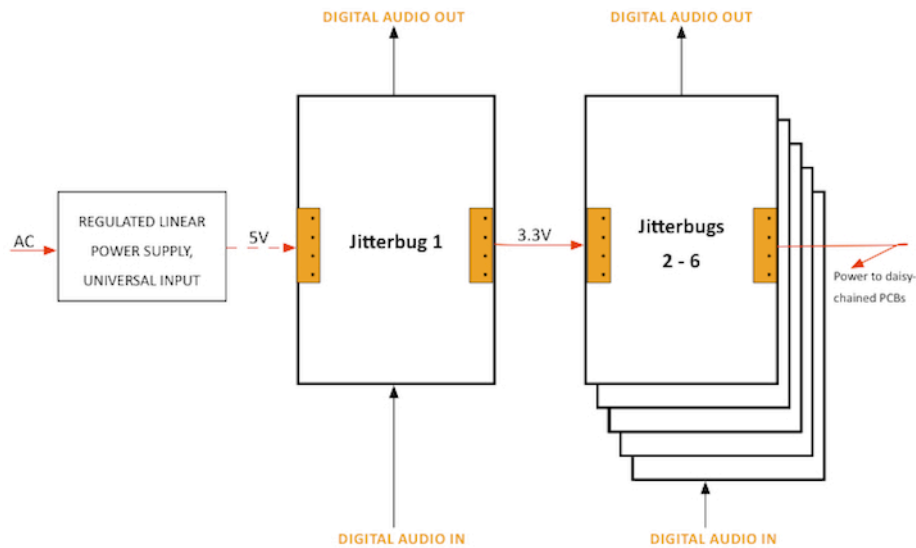 DIGITAL AUDIO OUT
DIGITAL AUDIO OUT
AC
REGULATED LINEAR
POWER SUPPLY,
UNIVERSAL INPUT
5V
Jitterbug 1
3.3V
Jitterbugs
2 - 6
Power to daisy-
chained PCBs
DIGITAL AUDIO IN
DIGITAL AUDIO IN